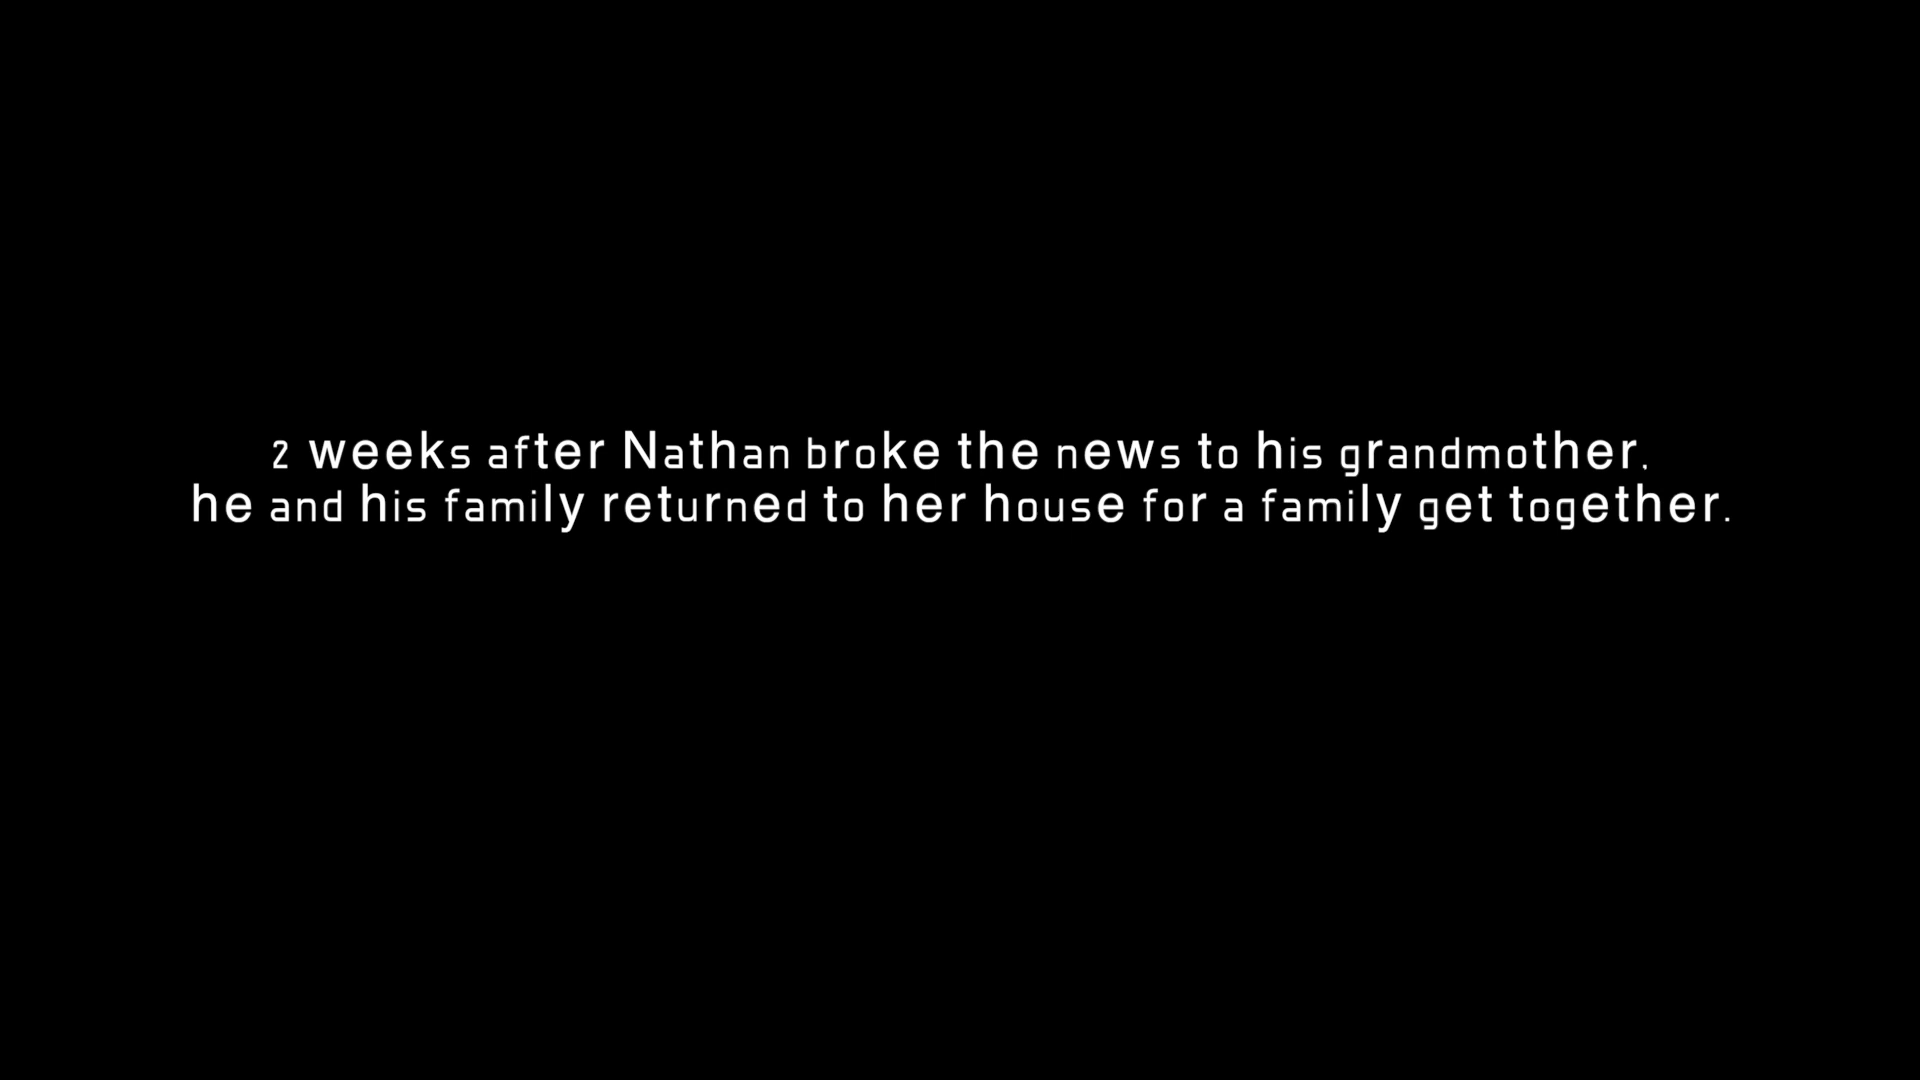 2 weeks after Nathan broke the news to his grandmother,
he and his family returned to her house for a family get together.